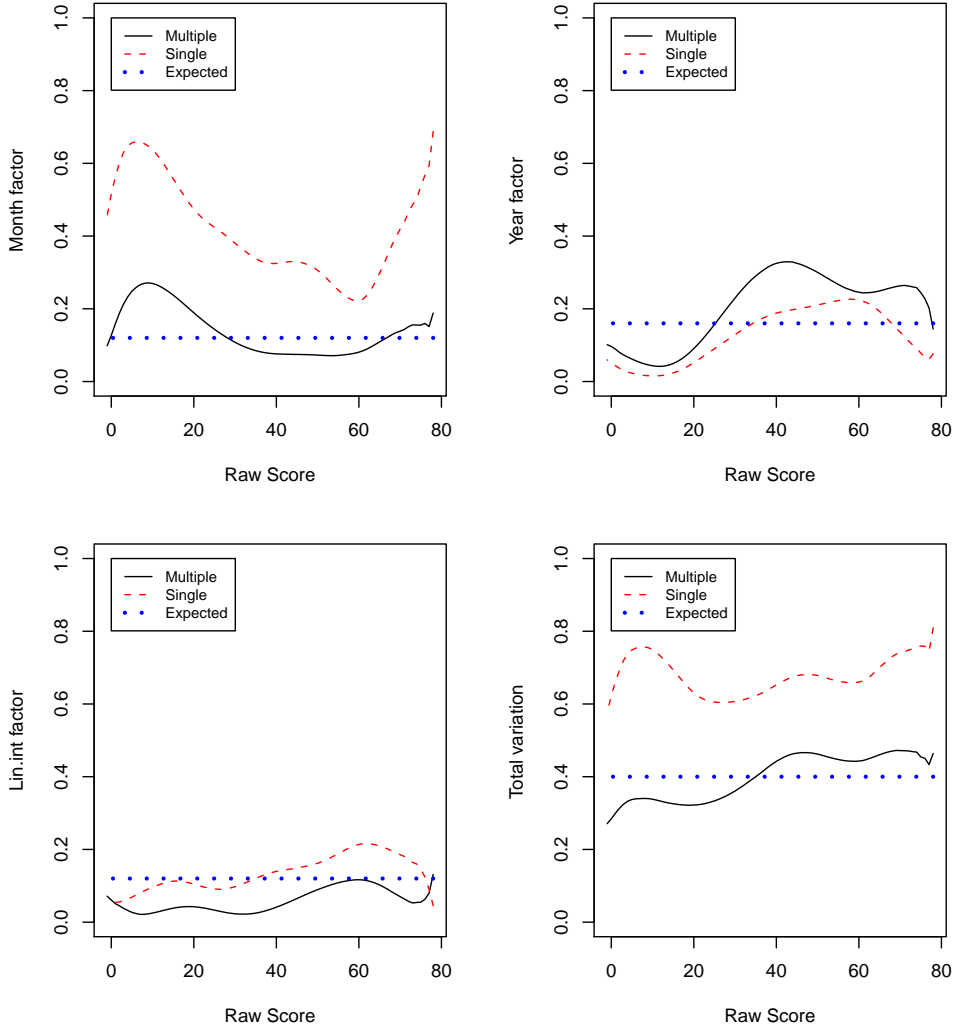 Month factor
1.0
0.8
0.6
0.4
0.2
0.0
Multiple
Single
Expected
0 20 40 60 80
Raw Score
Year factor
1.0
0.8
0.6
0.4
0.2
0.0
Multiple
Single
Expected
0 20 40 60 80
Raw Score
Lin.int factor
1.0
0.8
0.6
0.4
0.2
0.0
Multiple
Single
Expected
0 20 40 60 80
Raw Score
Total variation
1.0
0.8
0.6
0.4
0.2
0.0
Multiple
Single
Expected
0 20 40 60 80
Raw Score